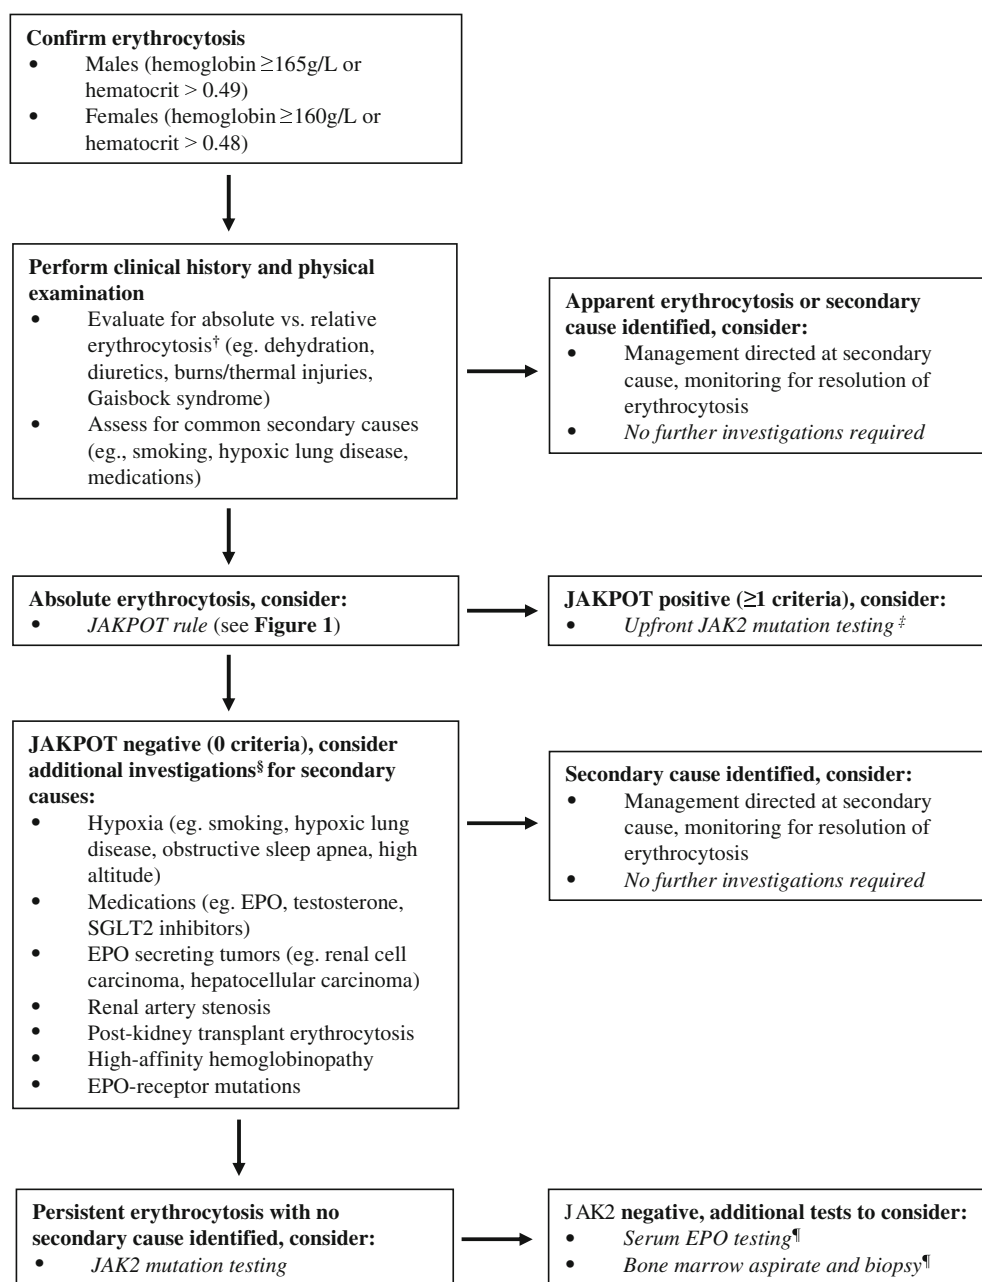 Confirm erythrocytosis
• Males (hemoglobin ≥165g/L or
hematocrit > 0.49)
• Females (hemoglobin ≥160g/L or
hematocrit > 0.48)
Perform clinical history and physical
examination
• Evaluate for absolute vs. relative
erythrocytosis† (eg. dehydration,
diuretics, burns/thermal injuries,
Gaisbock syndrome)
• Assess for common secondary causes
(eg., smoking, hypoxic lung disease,
medications)
Apparent erythrocytosis or secondary
cause identified, consider:
• Management directed at secondary
cause, monitoring for resolution of
erythrocytosis
• No further investigations required
Absolute erythrocytosis, consider:
• JAKPOT rule (see Figure 1)
JAKPOT positive (≥1 criteria), consider:
• Upfront JAK2 mutation testing‡
JAKPOT negative (0 criteria), consider
additional investigations§ for secondary
causes:
• Hypoxia (eg. smoking, hypoxic lung
disease, obstructive sleep apnea, high
altitude)
• Medications (eg. EPO, testosterone,
SGLT2 inhibitors)
• EPO secreting tumors (eg. renal cell
carcinoma, hepatocellular carcinoma)
• Renal artery stenosis
• Post-kidney transplant erythrocytosis
• High-affinity hemoglobinopathy
• EPO-receptor mutations
Secondary cause identified, consider:
• Management directed at secondary
cause, monitoring for resolution of
erythrocytosis
• No further investigations required
Persistent erythrocytosis with no
secondary cause identified, consider:
• JAK2 mutation testing
JAK2 negative, additional tests to consider:
• Serum EPO testing¶
• Bone marrow aspirate and biopsy¶